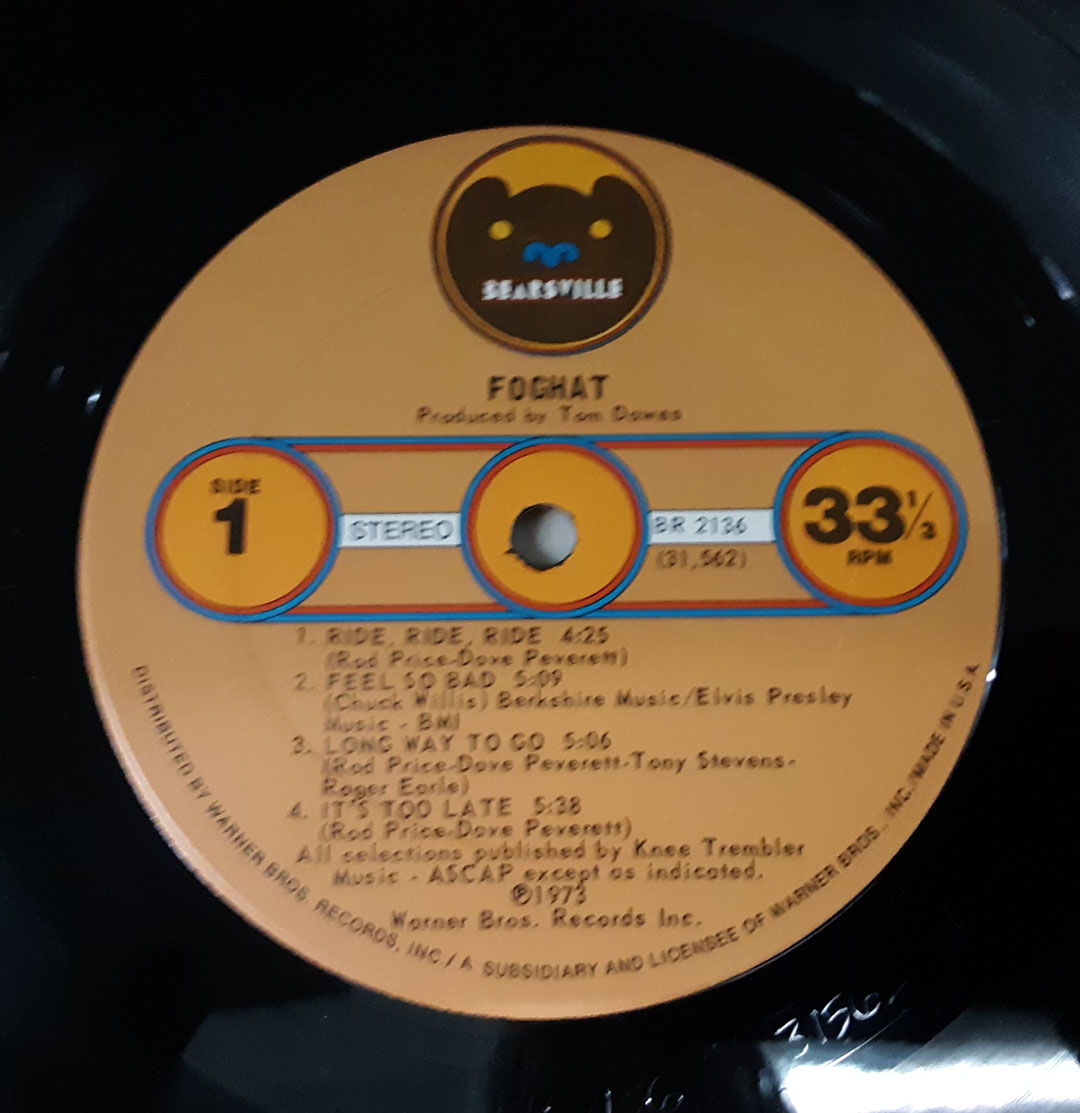 BEARSVILLE
FOGHAT
Produced by Tom Dawes
SIDE
1
STEREO
BR 2136
(31,562)
33 1/3
RPM
1. RIDE, RIDE, RIDE 4:25
(Rod Price-Dave Peverett)
2. FEEL SO BAD 5:09
(Chuck Willis) Berkshire Music/Elvis Presley
Music - BMI
3. LONG WAY TO GO 5:06
(Rod Price-Dave Peverett-Tony Stevens-
Roger Earle)
4. IT'S TOO LATE 5:38
(Rod Price-Dave Peverett)
All selections published by Knee Trembler
Music - ASCAP except as indicated.
℗1973
Warner Bros. Records Inc.
DISTRIBUTED BY WARNER BROS. RECORDS, INC./A SUBSIDIARY AND LICENSEE OF WARNER BROS., INC./MADE IN U.S.A.
3156